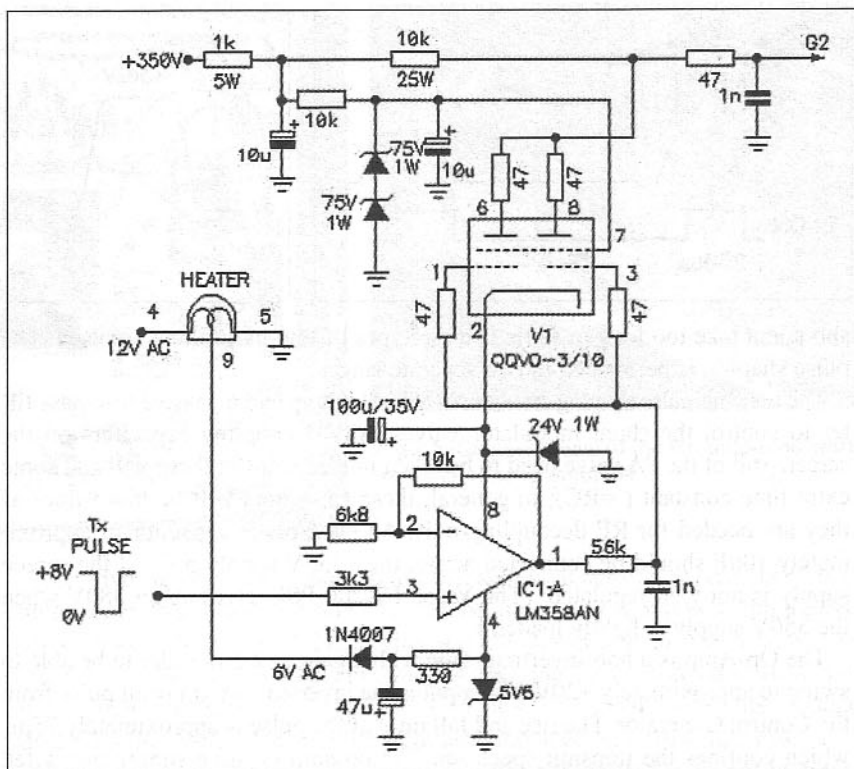 +350V
1k
5W
10k
25W
47
1n
G2
10k
10u
+
75V
1W
+
10u
75V
1W
47
47
6
8
7
1
3
HEATER
4
5
12V AC
9
47
2
47
V1
QQVO-3/10
100u/35V
+
24V 1W
10k
6k8
2
8
Tx
PULSE
+8V
0V
3k3
3
+
1
56k
IC1-A
LM358AN
1n
4
1N4007
6V AC
330
47u
+
5V6